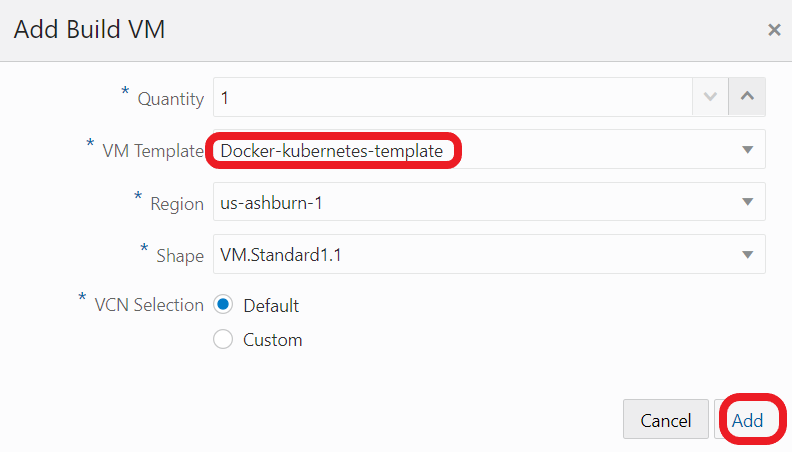 Add Build VM ×
* Quantity 1
* VM Template Docker-kubernetes-template
* Region us-ashburn-1
* Shape VM.Standard1.1
* VCN Selection Default
Custom
Cancel Add